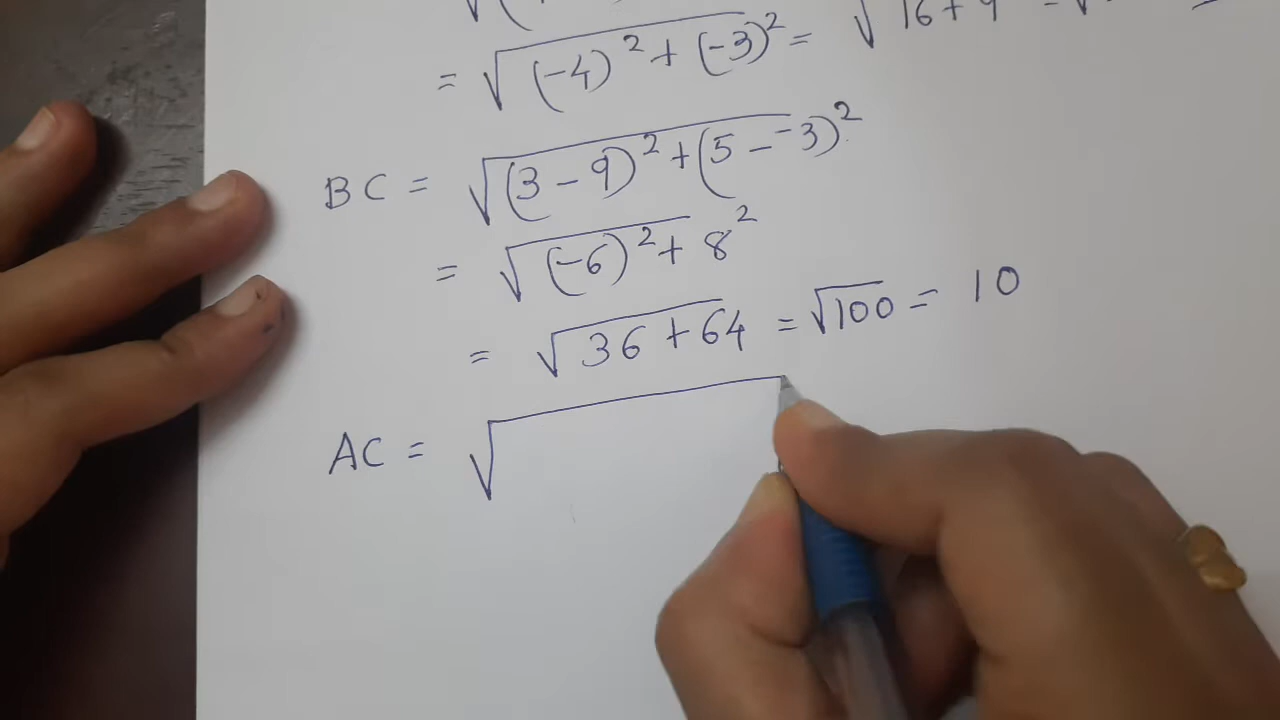 = √(-4)² + (-3)² = √16 + 9 = √
BC = √(3 - 9)² + (5 - -3)²
= √(-6)² + 8²
= √36 + 64 = √100 = 10
AC = √